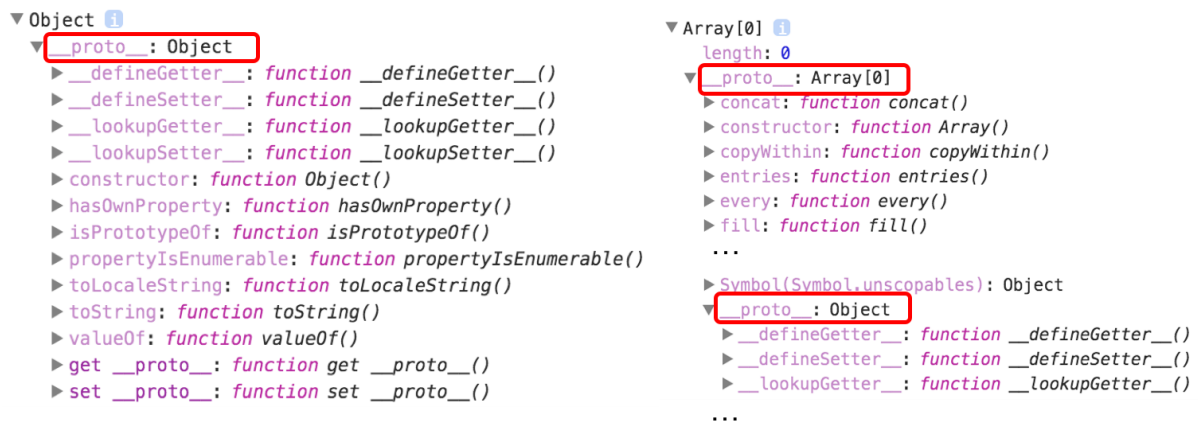 ▼Object i
▼__proto__: Object
▶__defineGetter__: function __defineGetter__()
▶__defineSetter__: function __defineSetter__()
▶__lookupGetter__: function __lookupGetter__()
▶__lookupSetter__: function __lookupSetter__()
▶constructor: function Object()
▶hasOwnProperty: function hasOwnProperty()
▶isPrototypeOf: function isPrototypeOf()
▶propertyIsEnumerable: function propertyIsEnumerable()
▶toLocaleString: function toLocaleString()
▶toString: function toString()
▶valueOf: function valueOf()
▶get __proto__: function get __proto__()
▶set __proto__: function set __proto__()
▼Array[0] i
length: 0
▼__proto__: Array[0]
▶concat: function concat()
▶constructor: function Array()
▶copyWithin: function copyWithin()
▶entries: function entries()
▶every: function every()
▶fill: function fill()
...
▶Symbol(Symbol.unscopables): Object
▼__proto__: Object
▶__defineGetter__: function __defineGetter__()
▶__defineSetter__: function __defineSetter__()
▶__lookupGetter__: function __lookupGetter__()
...